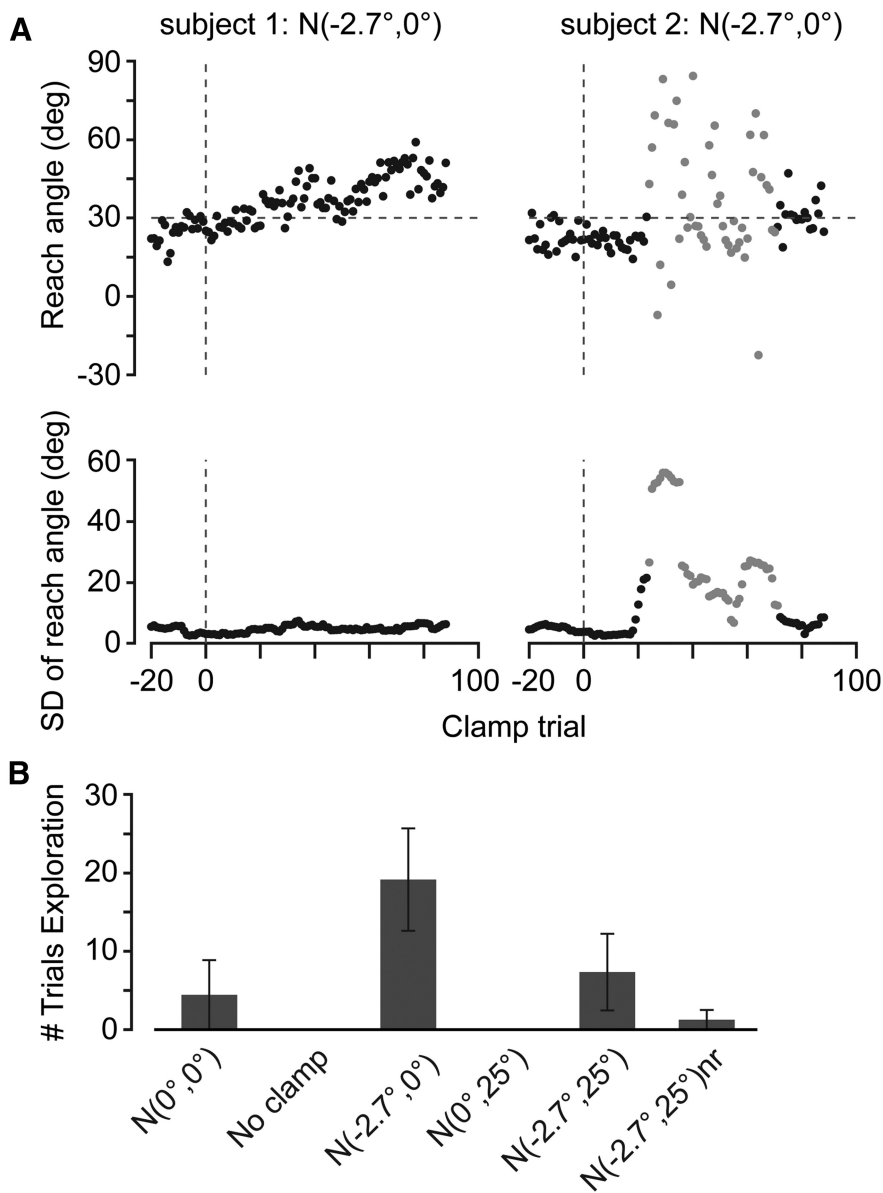 A
subject 1: N(-2.7°,0°)
subject 2: N(-2.7°,0°)
Reach angle (deg)
90
60
30
0
-30
SD of reach angle (deg)
60
40
20
0
-20 0 100
-20 0 100
Clamp trial
B
# Trials Exploration
30
20
10
0
N(0°,0°)
No clamp
N(-2.7°,0°)
N(0°,25°)
N(-2.7°,25°)
N(-2.7°,25°)nr